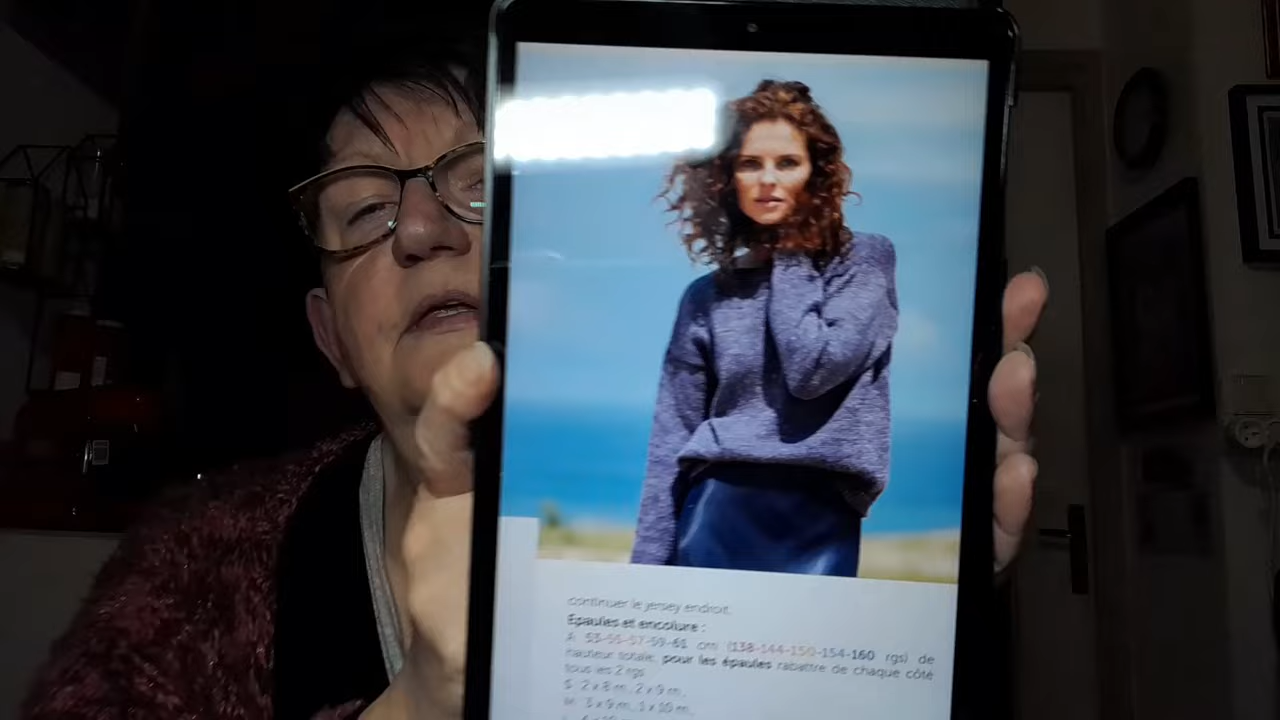 continuer le jersey endroit.
Epaules et encolure :
A 53-55-57-59-61 cm (138-144-150-154-160 rgs) de
hauteur totale, pour les épaules rabattre de chaque côté
tous les 2 rgs
S: 2 x 8 m, 2 x 9 m,
M: 3 x 9 m, 1 x 10 m,